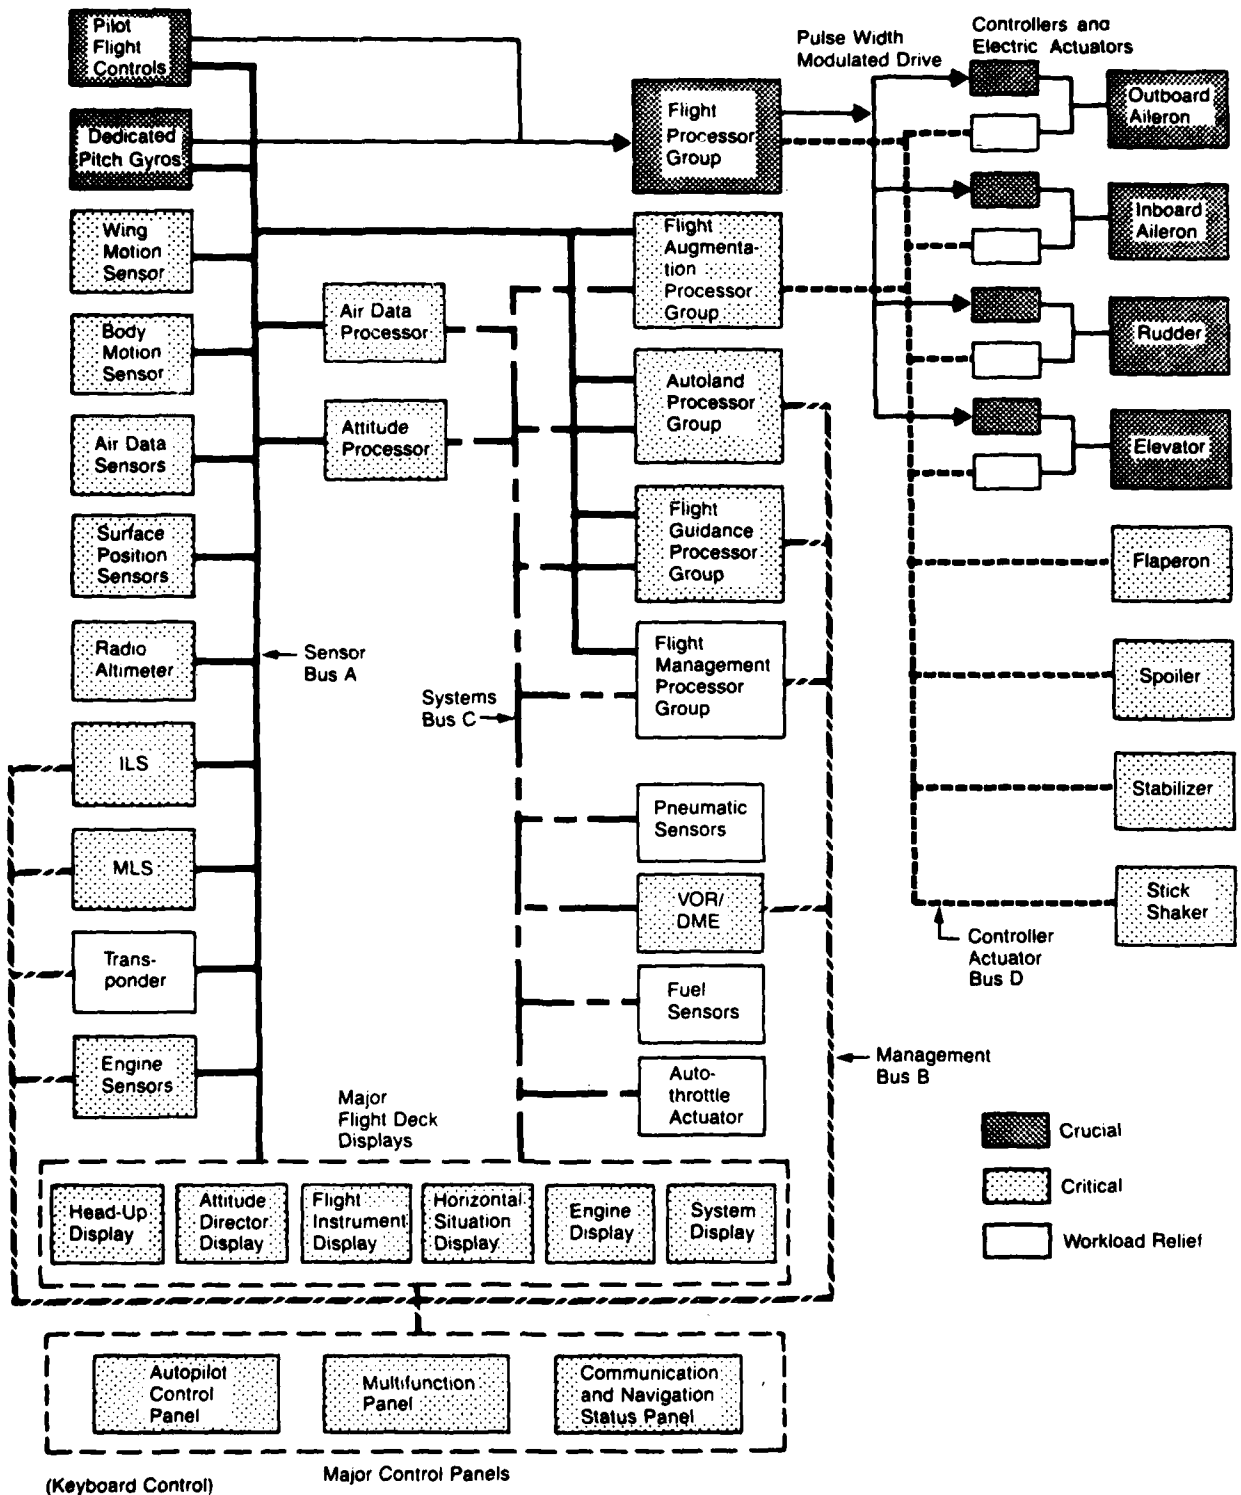 Pilot
Flight
Controls
Dedicated
Pitch Gyros
Wing
Motion
Sensor
Body
Motion
Sensor
Air Data
Sensors
Surface
Position
Sensors
Radio
Altimeter
ILS
MLS
Trans-
ponder
Engine
Sensors
Air Data
Processor
Attitude
Processor
Sensor
Bus A
Systems
Bus C
Flight
Processor
Group
Flight
Augmenta-
tion
Processor
Group
Autoland
Processor
Group
Flight
Guidance
Processor
Group
Flight
Management
Processor
Group
Pneumatic
Sensors
VOR/
DME
Fuel
Sensors
Auto-
throttle
Actuator
Pulse Width
Modulated Drive
Controllers and
Electric Actuators
Outboard
Aileron
Inboard
Aileron
Rudder
Elevator
Flaperon
Spoiler
Stabilizer
Stick
Shaker
Controller
Actuator
Bus D
Management
Bus B
Crucial
Critical
Workload Relief
Major
Flight Deck
Displays
Head-Up
Display
Attitude
Director
Display
Flight
Instrument
Display
Horizontal
Situation
Display
Engine
Display
System
Display
Autopilot
Control
Panel
Multifunction
Panel
Communication
and Navigation
Status Panel
(Keyboard Control)
Major Control Panels